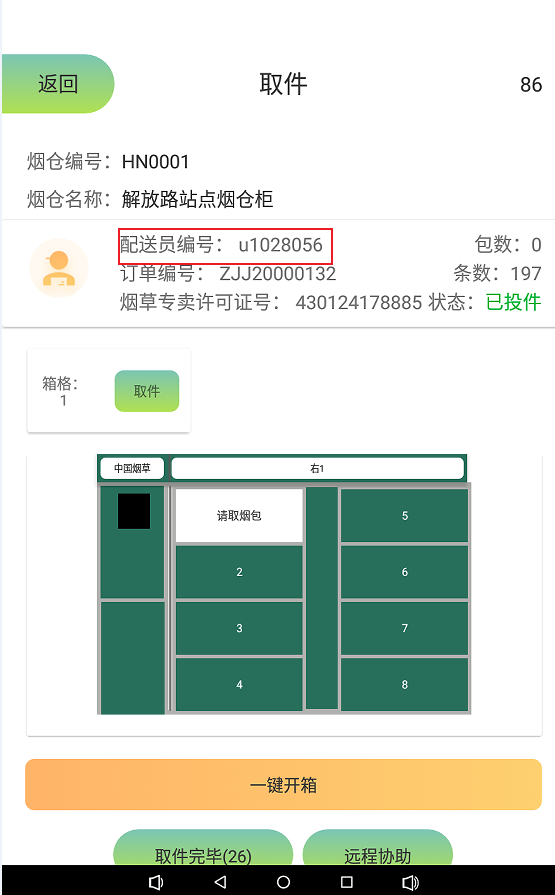 返回 取件 86
烟仓编号：HN0001
烟仓名称：解放路站点烟仓柜
配送员编号： u1028056 包数：0
订单编号： ZJJ20000132 条数：197
烟草专卖许可证号： 430124178885 状态：已投件
箱格：
1
取件
中国烟草 右1
请取烟包 5
2 6
3 7
4 8
一键开箱
取件完毕(26) 远程协助